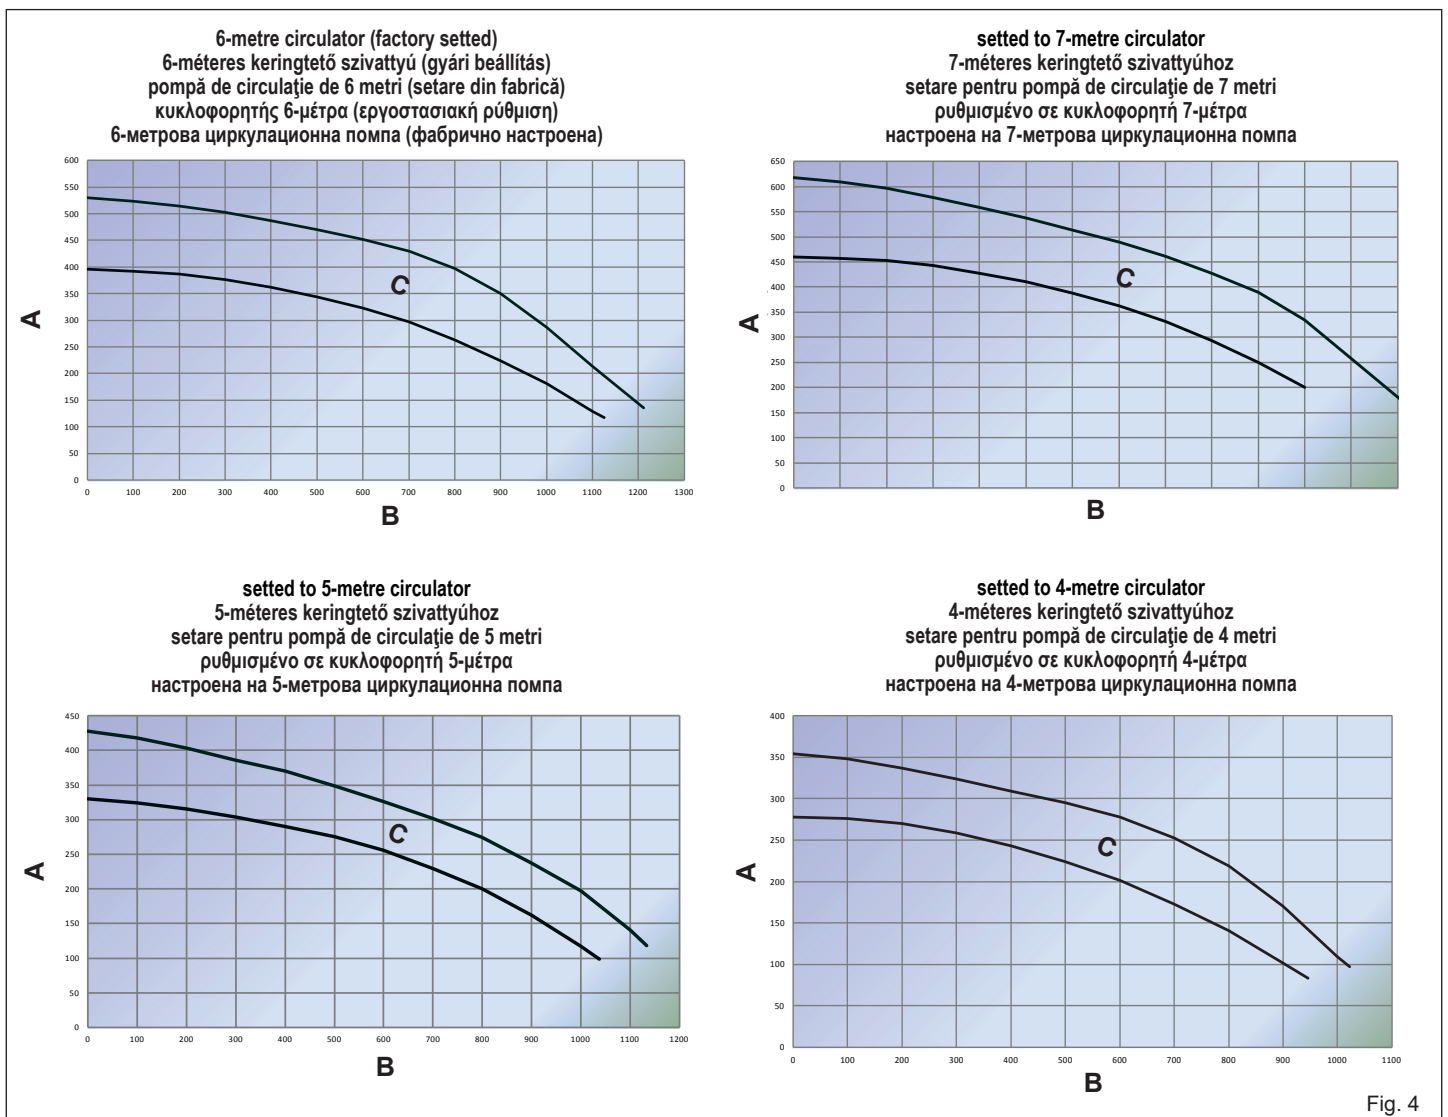 6-metre circulator (factory setted)
6-méteres keringtető szivattyú (gyári beállítás)
pompă de circulaţie de 6 metri (setare din fabrică)
κυκλοφορητής 6-μέτρα (εργοστασιακή ρύθμιση)
6-метрова циркулационна помпа (фабрично настроена)
600
550
500
450
400
350
300
250
200
150
100
50
0
A
C
0 100 200 300 400 500 600 700 800 900 1000 1100 1200 1300
B
setted to 7-metre circulator
7-méteres keringtető szivattyúhoz
setare pentru pompă de circulaţie de 7 metri
ρυθμισμένο σε κυκλοφορητή 7-μέτρα
настроена на 7-метрова циркулационна помпа
650
600
550
500
450
400
350
300
250
200
150
100
50
0
A
C
B
setted to 5-metre circulator
5-méteres keringtető szivattyúhoz
setare pentru pompă de circulaţie de 5 metri
ρυθμισμένο σε κυκλοφορητή 5-μέτρα
настроена на 5-метрова циркулационна помпа
450
400
350
300
250
200
150
100
50
0
A
C
0 100 200 300 400 500 600 700 800 900 1000 1100 1200
B
setted to 4-metre circulator
4-méteres keringtető szivattyúhoz
setare pentru pompă de circulaţie de 4 metri
ρυθμισμένο σε κυκλοφορητή 4-μέτρα
настроена на 4-метрова циркулационна помпа
400
350
300
250
200
150
100
50
0
A
C
0 100 200 300 400 500 600 700 800 900 1000 1100
B
Fig. 4